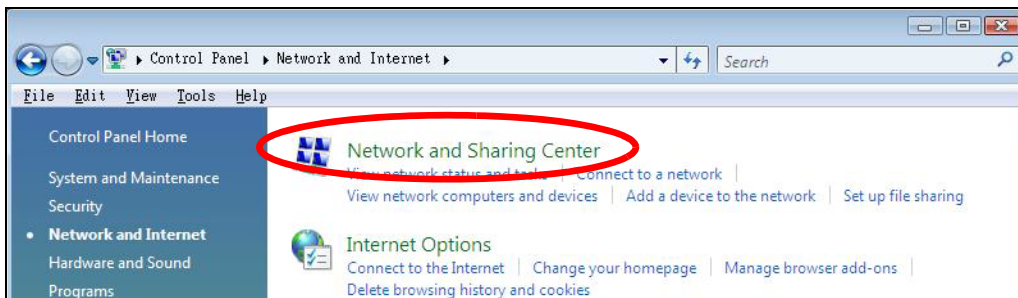 Control Panel Network and Internet
Search
File Edit View Tools Help
Control Panel Home
System and Maintenance
Security
Network and Internet
Hardware and Sound
Programs
Network and Sharing Center
View network status and tasks Connect to a network
View network computers and devices Add a device to the network Set up file sharing
Internet Options
Connect to the Internet Change your homepage Manage browser add-ons
Delete browsing history and cookies